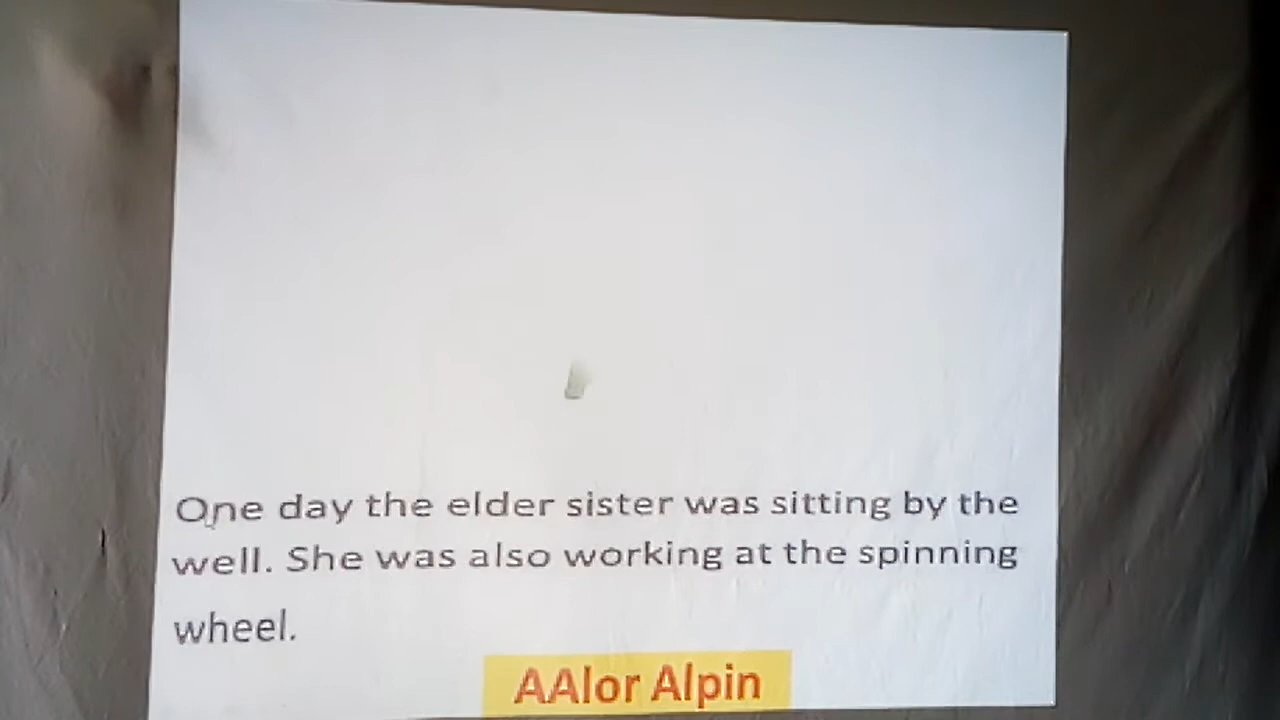 One day the elder sister was sitting by the
well. She was also working at the spinning
wheel.
AAlor Alpin